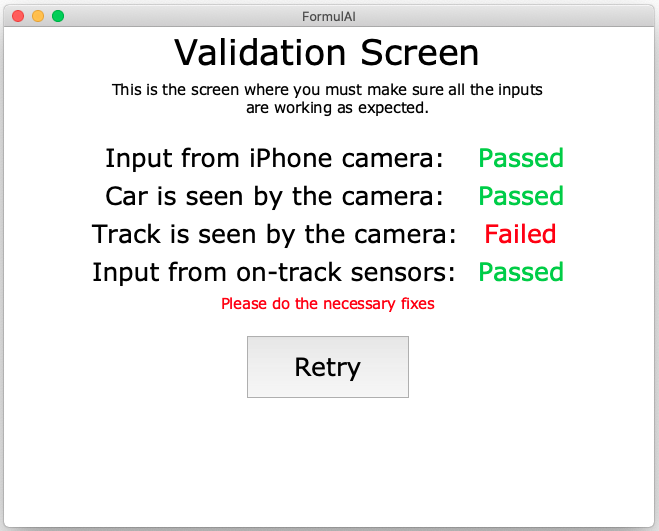 FormulAI
Validation Screen
This is the screen where you must make sure all the inputs
are working as expected.
Input from iPhone camera: Passed
Car is seen by the camera: Passed
Track is seen by the camera: Failed
Input from on-track sensors: Passed
Please do the necessary fixes
Retry